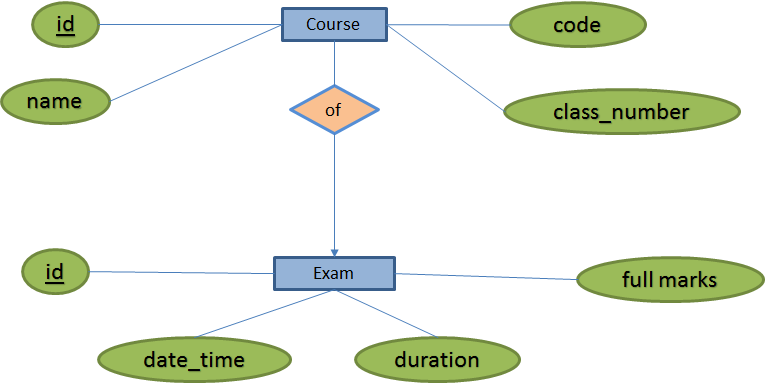 id
Course
code
name
of
class_number
id
Exam
full marks
date_time
duration